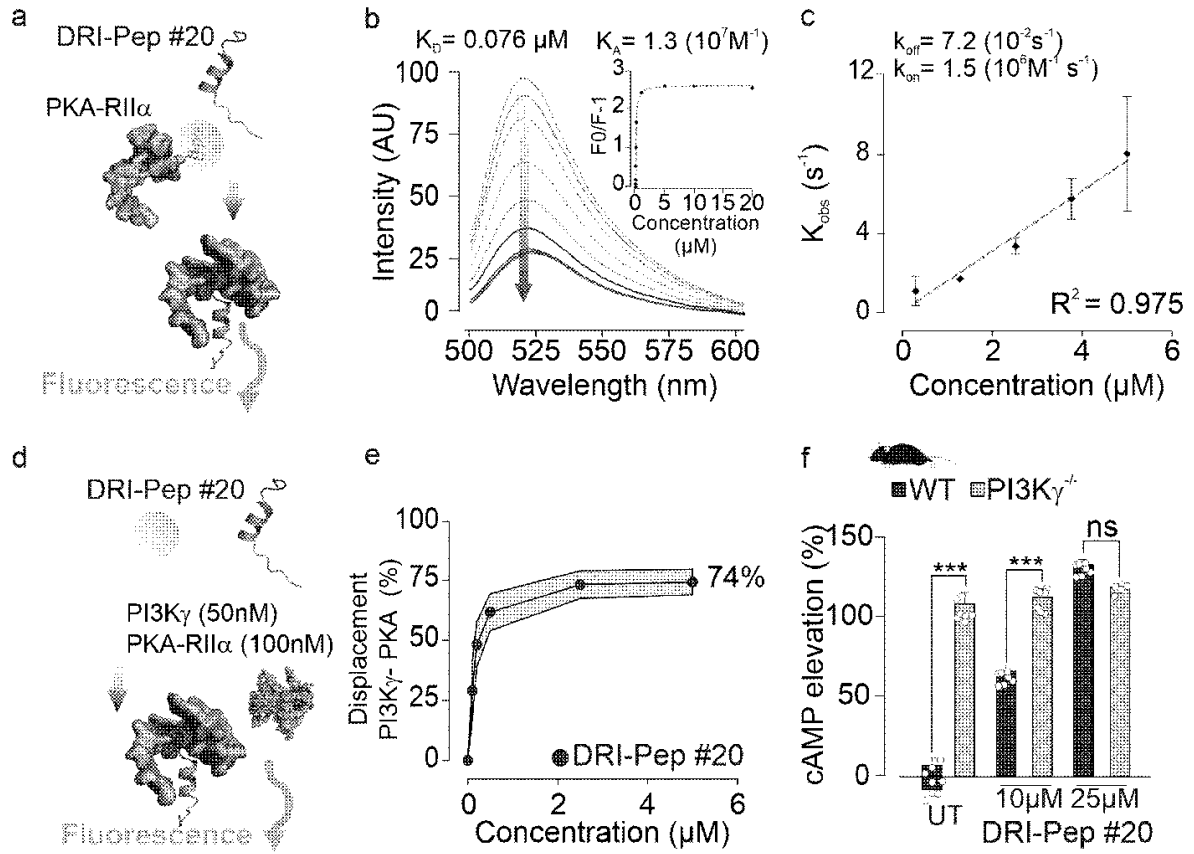 a
DRI-Pep #20
PKA-RIIα
Fluorescence
b
K_D = 0.076 µM
K_A = 1.3 (10⁷M⁻¹)
100
75
50
25
0
Intensity (AU)
500 525 550 575 600
Wavelength (nm)
3
2
1
0
F0/F-1
0 5 10 15 20
Concentration
(µM)
c
k_off = 7.2 (10⁻²s⁻¹)
k_on = 1.5 (10⁶M⁻¹ s⁻¹)
12
8
4
0
K_obs (s⁻¹)
R² = 0.975
0 2 4 6
Concentration (µM)
d
DRI-Pep #20
PI3Kγ (50nM)
PKA-RIIα (100nM)
Fluorescence
e
100
75
50
25
0
Displacement
PI3Kγ- PKA (%)
74%
DRI-Pep #20
0 2 4 6
Concentration (µM)
f
WT PI3Kγ⁻/⁻
150
100
50
0
cAMP elevation (%)
*** *** ns
UT 10µM 25µM
DRI-Pep #20